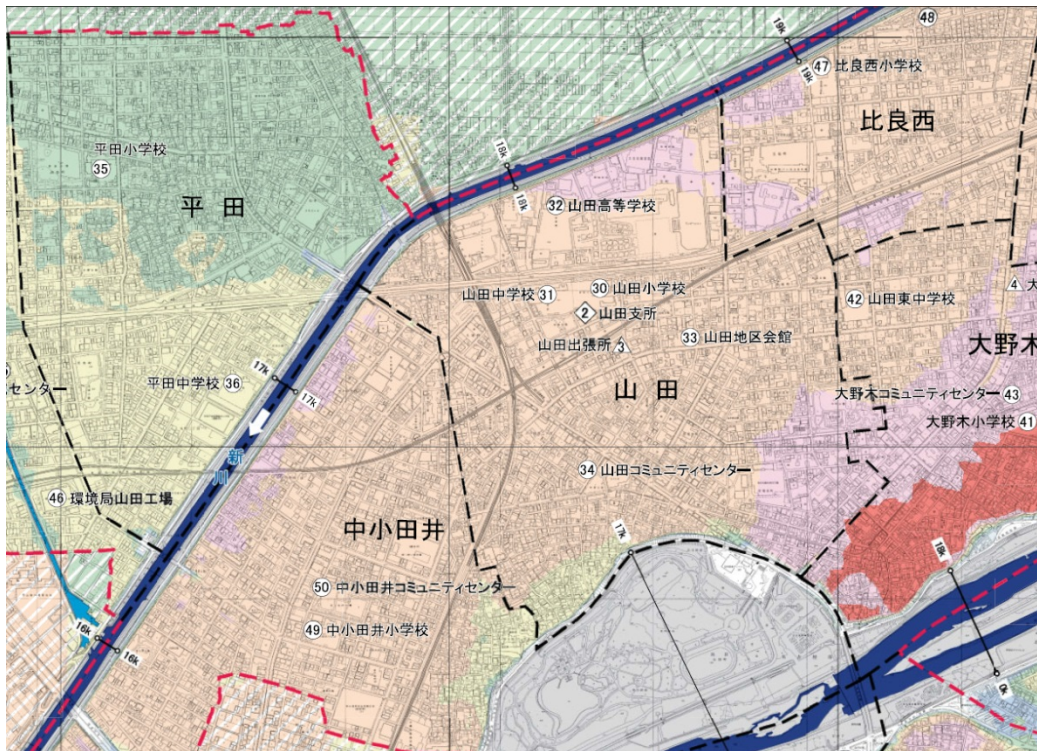 48
19k
19k
47 比良西小学校
比良西
平田小学校
35
平田
18k
18k
32 山田高等学校
山田中学校 31
30 山田小学校
2 山田支所
山田出張所 3
33 山田地区会館
42 山田東中学校
4 大
大野木
センター
平田中学校 36
17k
17k
山田
大野木コミュニティセンター 43
大野木小学校 41
新川
34 山田コミュニティセンター
46 環境局山田工場
中小田井
17k
18k
50 中小田井コミュニティセンター
49 中小田井小学校
16k
16k
0k